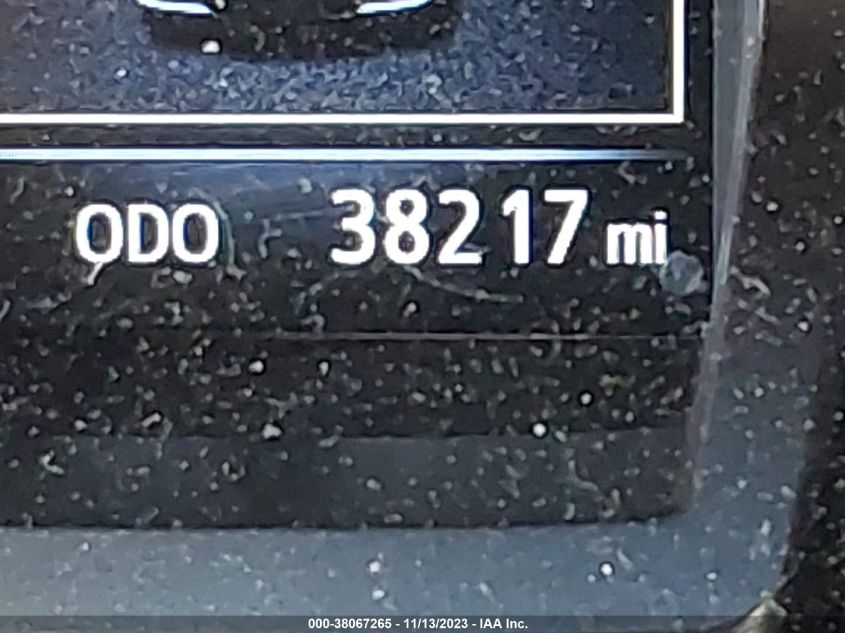 ODO 38217 mi
000-38067265 - 11/13/2023 - IAA Inc.